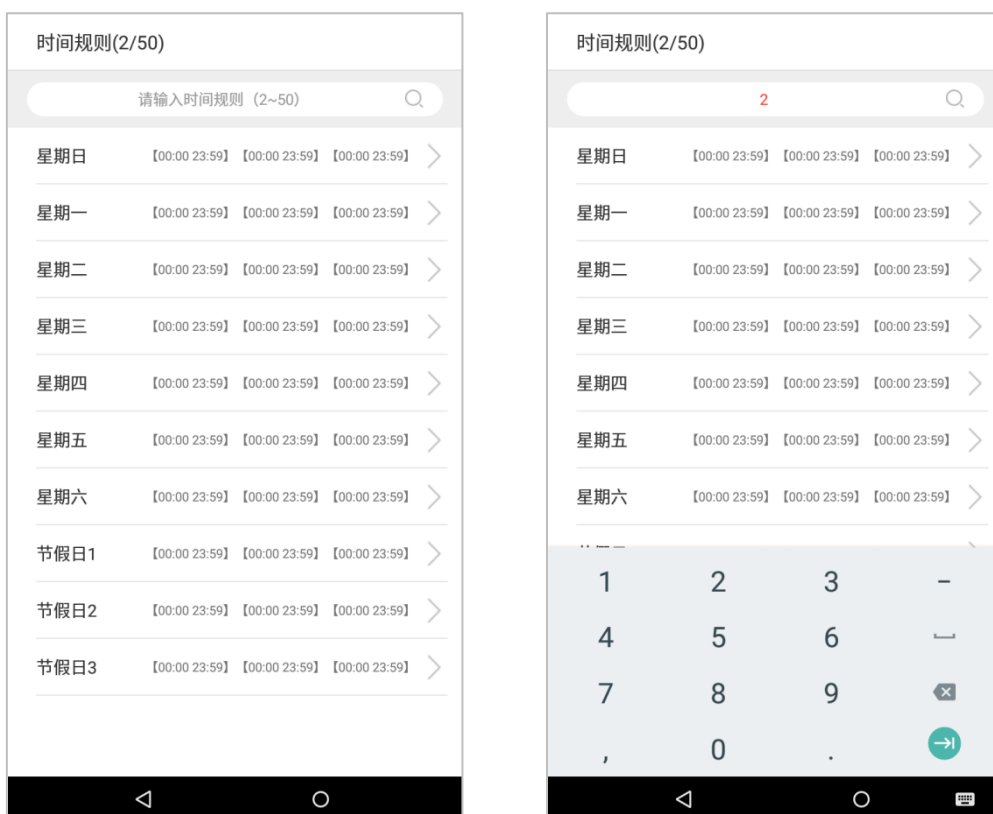 时间规则(2/50)
请输入时间规则（2~50）
星期日 【00:00 23:59】【00:00 23:59】【00:00 23:59】
星期一 【00:00 23:59】【00:00 23:59】【00:00 23:59】
星期二 【00:00 23:59】【00:00 23:59】【00:00 23:59】
星期三 【00:00 23:59】【00:00 23:59】【00:00 23:59】
星期四 【00:00 23:59】【00:00 23:59】【00:00 23:59】
星期五 【00:00 23:59】【00:00 23:59】【00:00 23:59】
星期六 【00:00 23:59】【00:00 23:59】【00:00 23:59】
节假日1 【00:00 23:59】【00:00 23:59】【00:00 23:59】
节假日2 【00:00 23:59】【00:00 23:59】【00:00 23:59】
节假日3 【00:00 23:59】【00:00 23:59】【00:00 23:59】
时间规则(2/50)
2
星期日 【00:00 23:59】【00:00 23:59】【00:00 23:59】
星期一 【00:00 23:59】【00:00 23:59】【00:00 23:59】
星期二 【00:00 23:59】【00:00 23:59】【00:00 23:59】
星期三 【00:00 23:59】【00:00 23:59】【00:00 23:59】
星期四 【00:00 23:59】【00:00 23:59】【00:00 23:59】
星期五 【00:00 23:59】【00:00 23:59】【00:00 23:59】
星期六 【00:00 23:59】【00:00 23:59】【00:00 23:59】
1 2 3 -
4 5 6
7 8 9
, 0 .